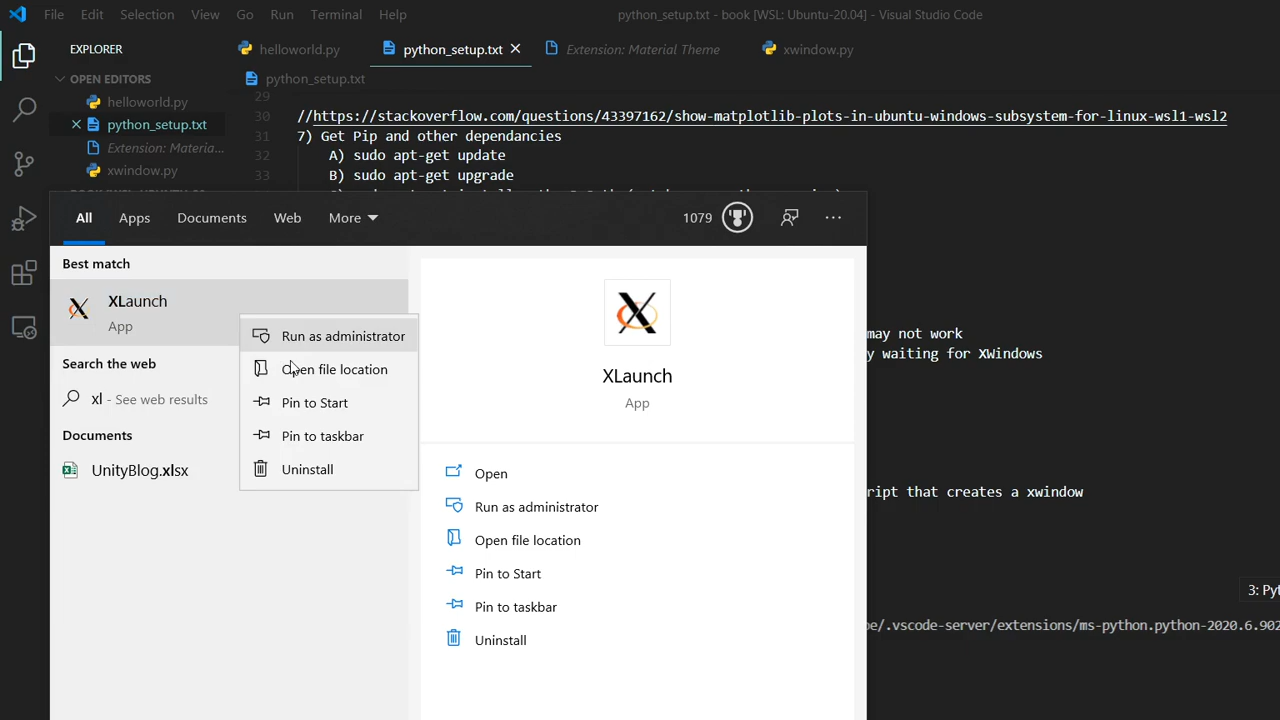 File Edit Selection View Go Run Terminal Help
python_setup.txt - book [WSL: Ubuntu-20.04] - Visual Studio Code
EXPLORER
helloworld.py
python_setup.txt
Extension: Material Theme
xwindow.py
OPEN EDITORS
helloworld.py
python_setup.txt
Extension: Materia...
xwindow.py
python_setup.txt
29
30 //https://stackoverflow.com/questions/43397162/show-matplotlib-plots-in-ubuntu-windows-subsystem-for-linux-wsl1-wsl2
31 7) Get Pip and other dependancies
32 A) sudo apt-get update
33 B) sudo apt-get upgrade
All Apps Documents Web More
1079
Best match
XLaunch
App
Search the web
xl - See web results
Documents
UnityBlog.xlsx
Run as administrator
Open file location
Pin to Start
Pin to taskbar
Uninstall
XLaunch
App
Open
Run as administrator
Open file location
Pin to Start
Pin to taskbar
Uninstall
may not work
waiting for XWindows
ript that creates a xwindow
3: Pyt
e/.vscode-server/extensions/ms-python.python-2020.6.902